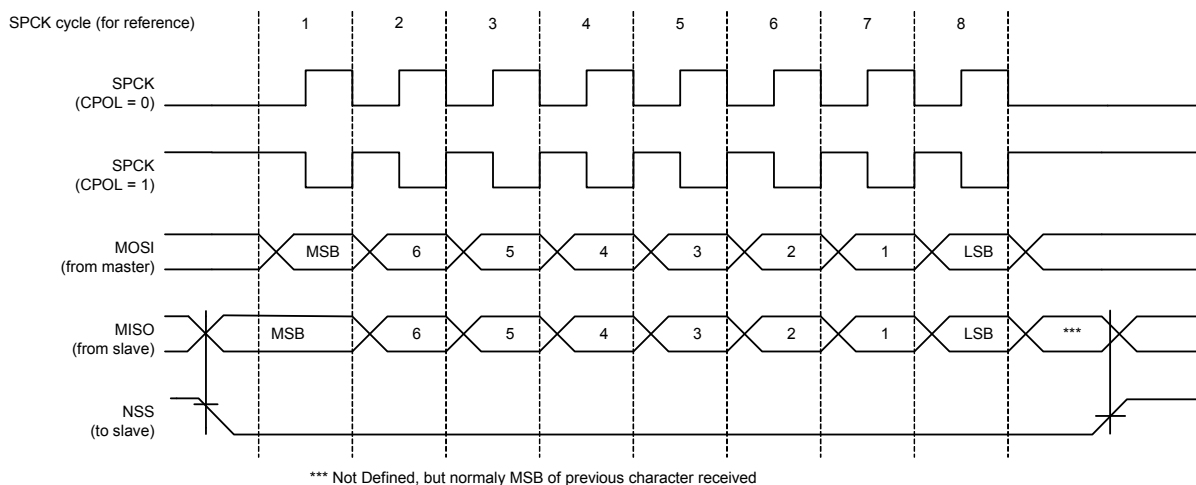 SPCK cycle (for reference) 1 2 3 4 5 6 7 8
SPCK
(CPOL = 0)
SPCK
(CPOL = 1)
MOSI
(from master)
MSB 6 5 4 3 2 1 LSB
MISO
(from slave)
MSB 6 5 4 3 2 1 LSB ***
NSS
(to slave)
*** Not Defined, but normaly MSB of previous character received